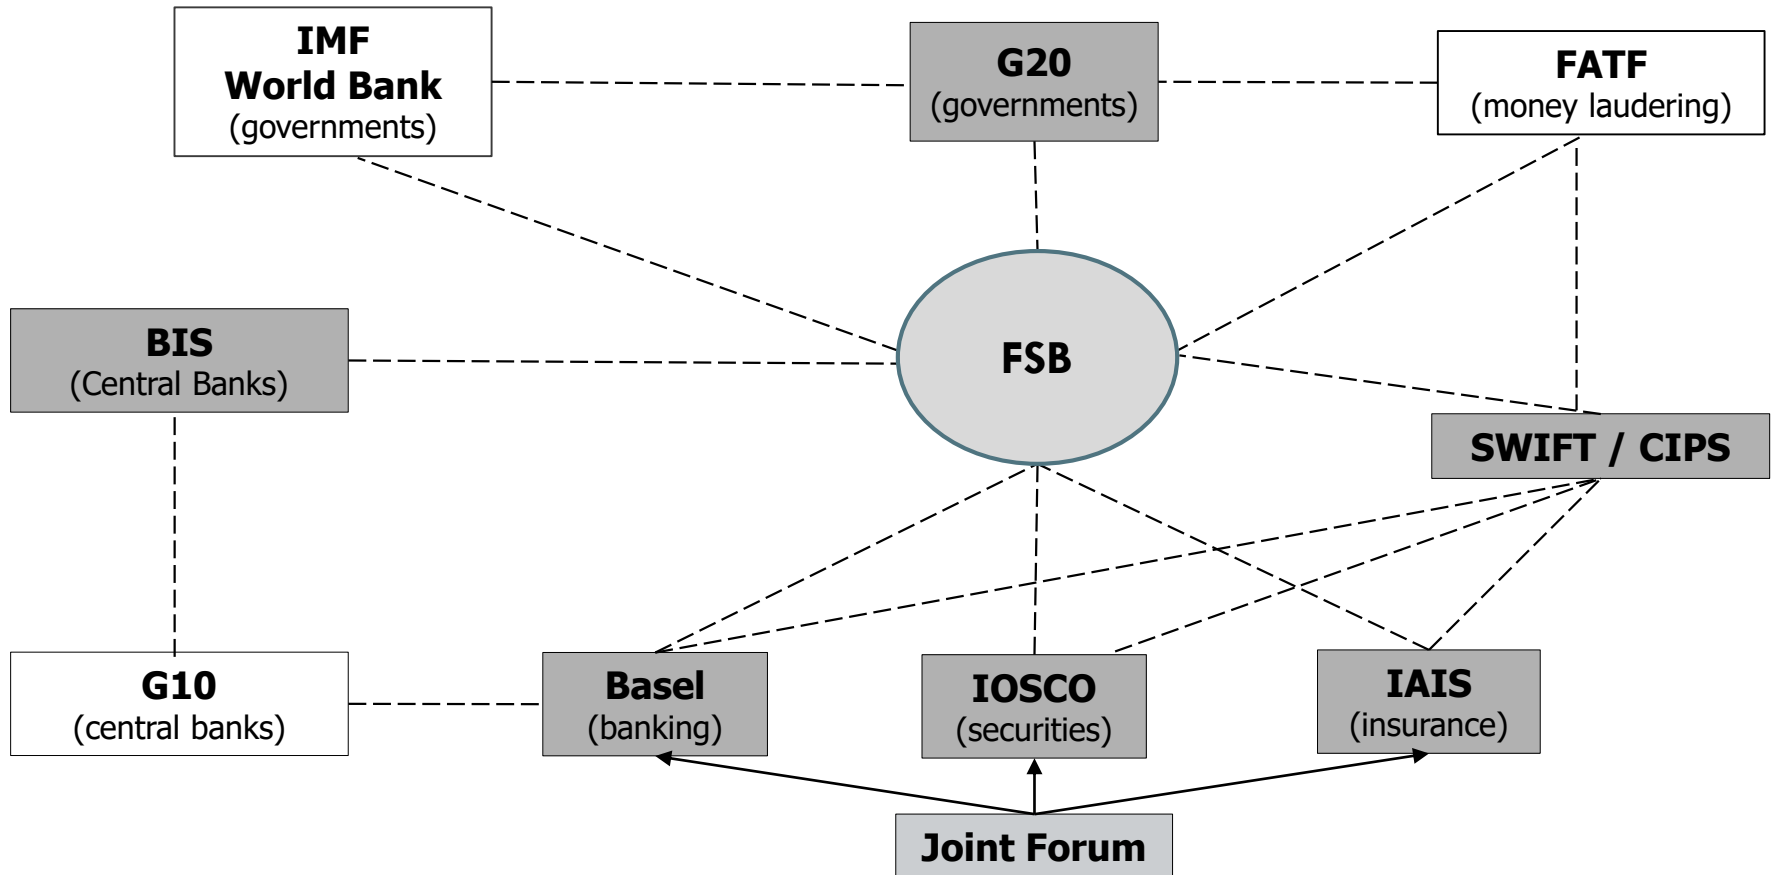 IMF
World Bank
(governments)
G20
(governments)
FATF
(money laudering)
BIS
(Central Banks)
FSB
SWIFT / CIPS
G10
(central banks)
Basel
(banking)
IOSCO
(securities)
IAIS
(insurance)
Joint Forum